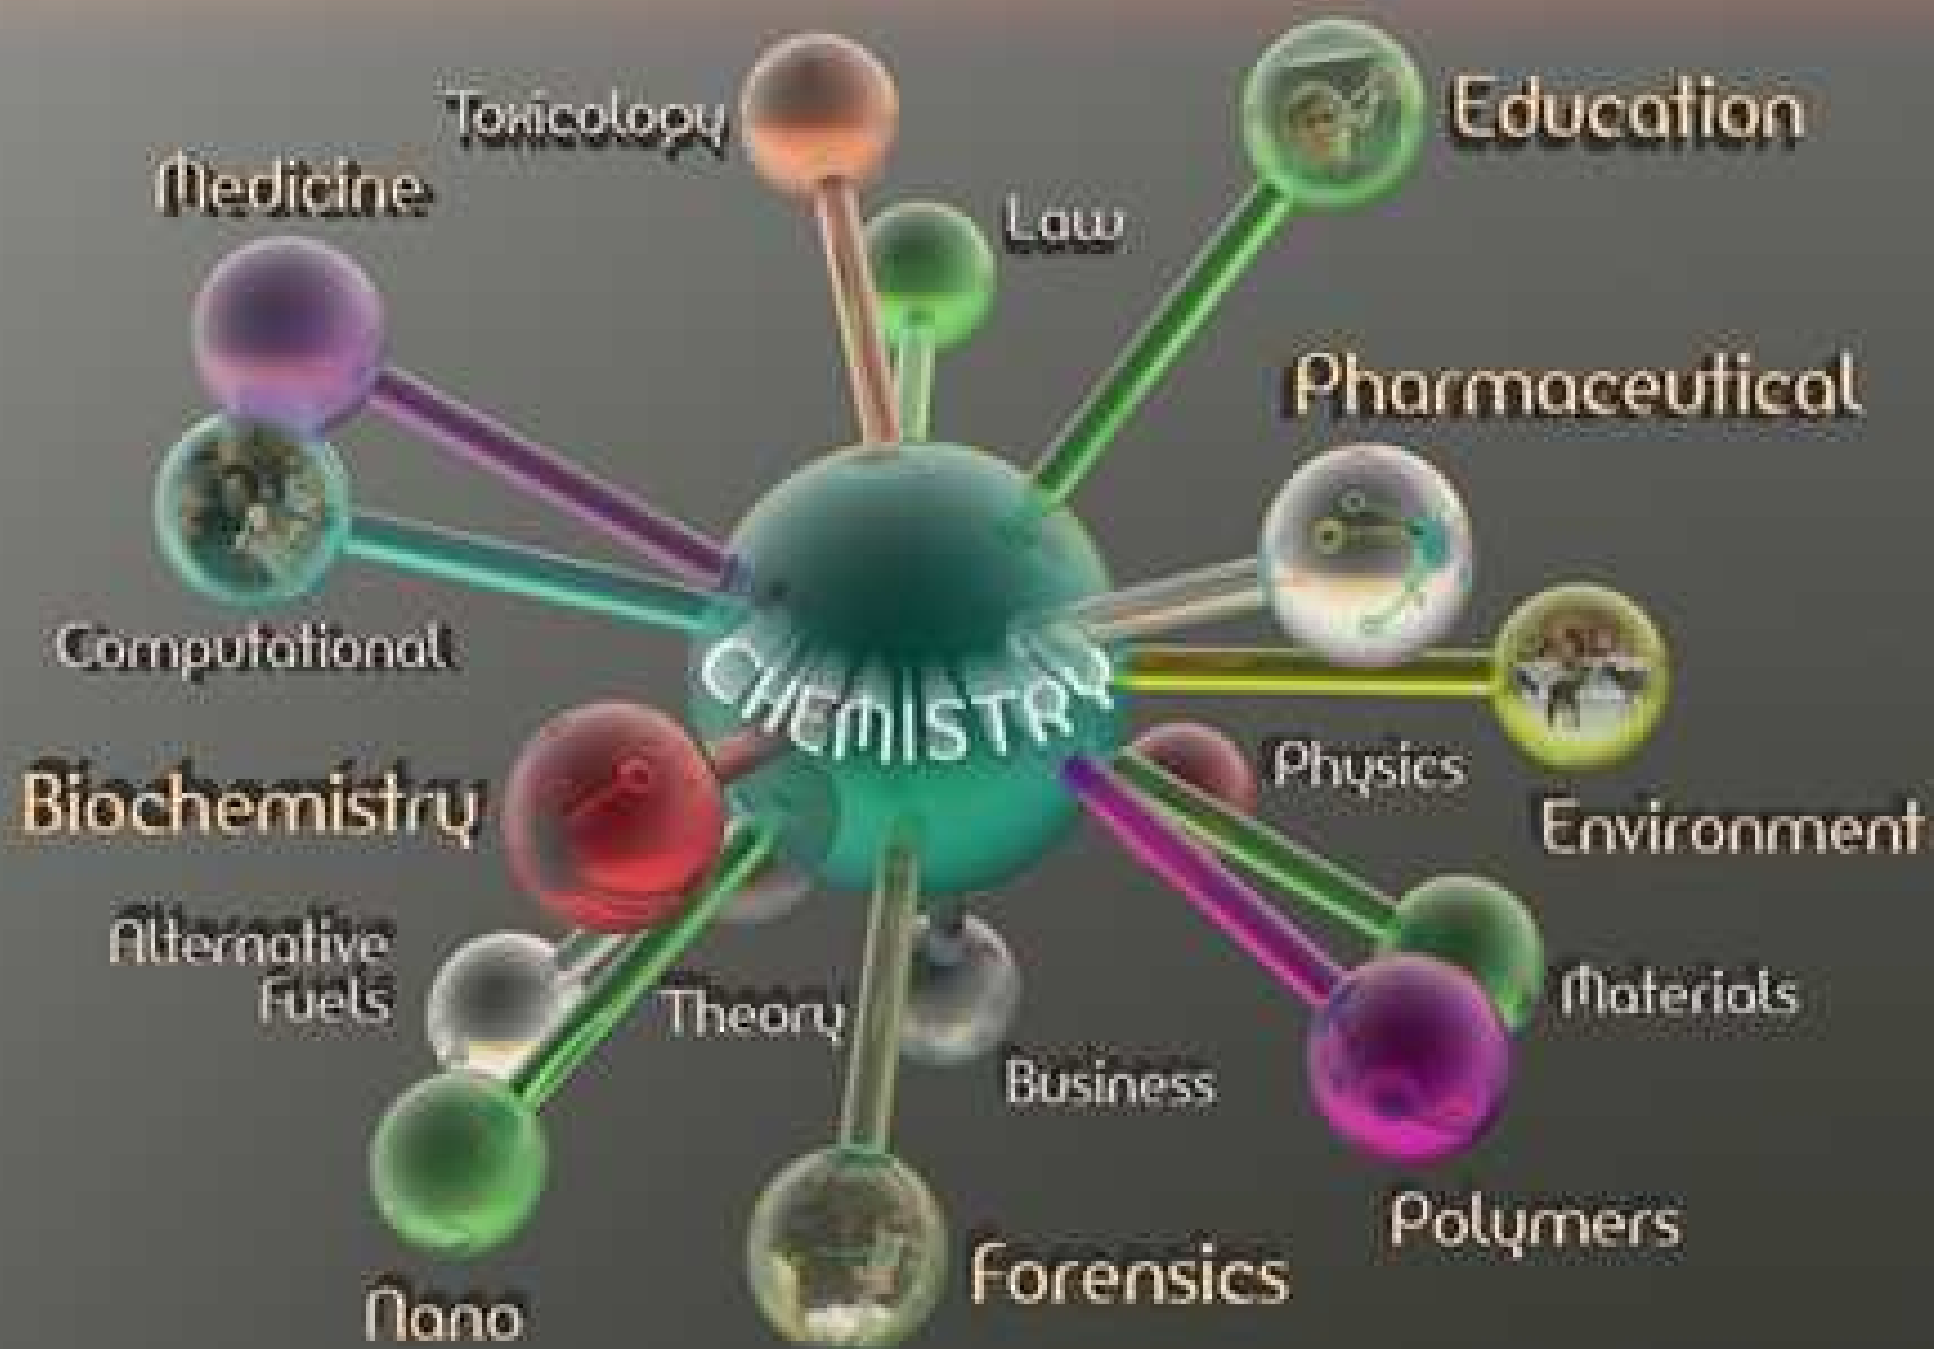 Toxicology
Education
Medicine
Law
Pharmaceutical
Computational
CHEMISTRY
Physics
Biochemistry
Environment
Alternative
Fuels
Theory
Materials
Business
Polymers
Forensics
Nano